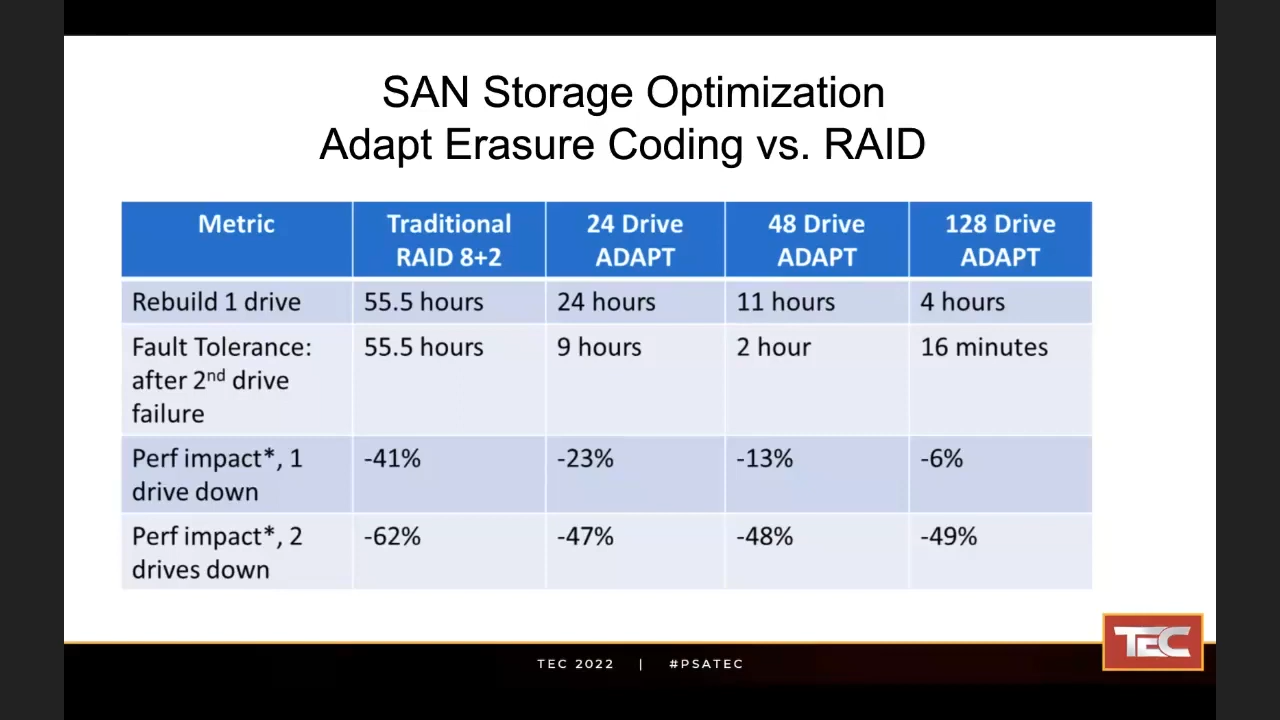 SAN Storage Optimization
Adapt Erasure Coding vs. RAID
Metric
Traditional
RAID 8+2
24 Drive
ADAPT
48 Drive
ADAPT
128 Drive
ADAPT
Rebuild 1 drive
55.5 hours
24 hours
11 hours
4 hours
Fault Tolerance:
after 2nd drive
failure
55.5 hours
9 hours
2 hour
16 minutes
Perf impact*, 1
drive down
-41%
-23%
-13%
-6%
Perf impact*, 2
drives down
-62%
-47%
-48%
-49%
TEC 2022 | #PSATEC
TEC